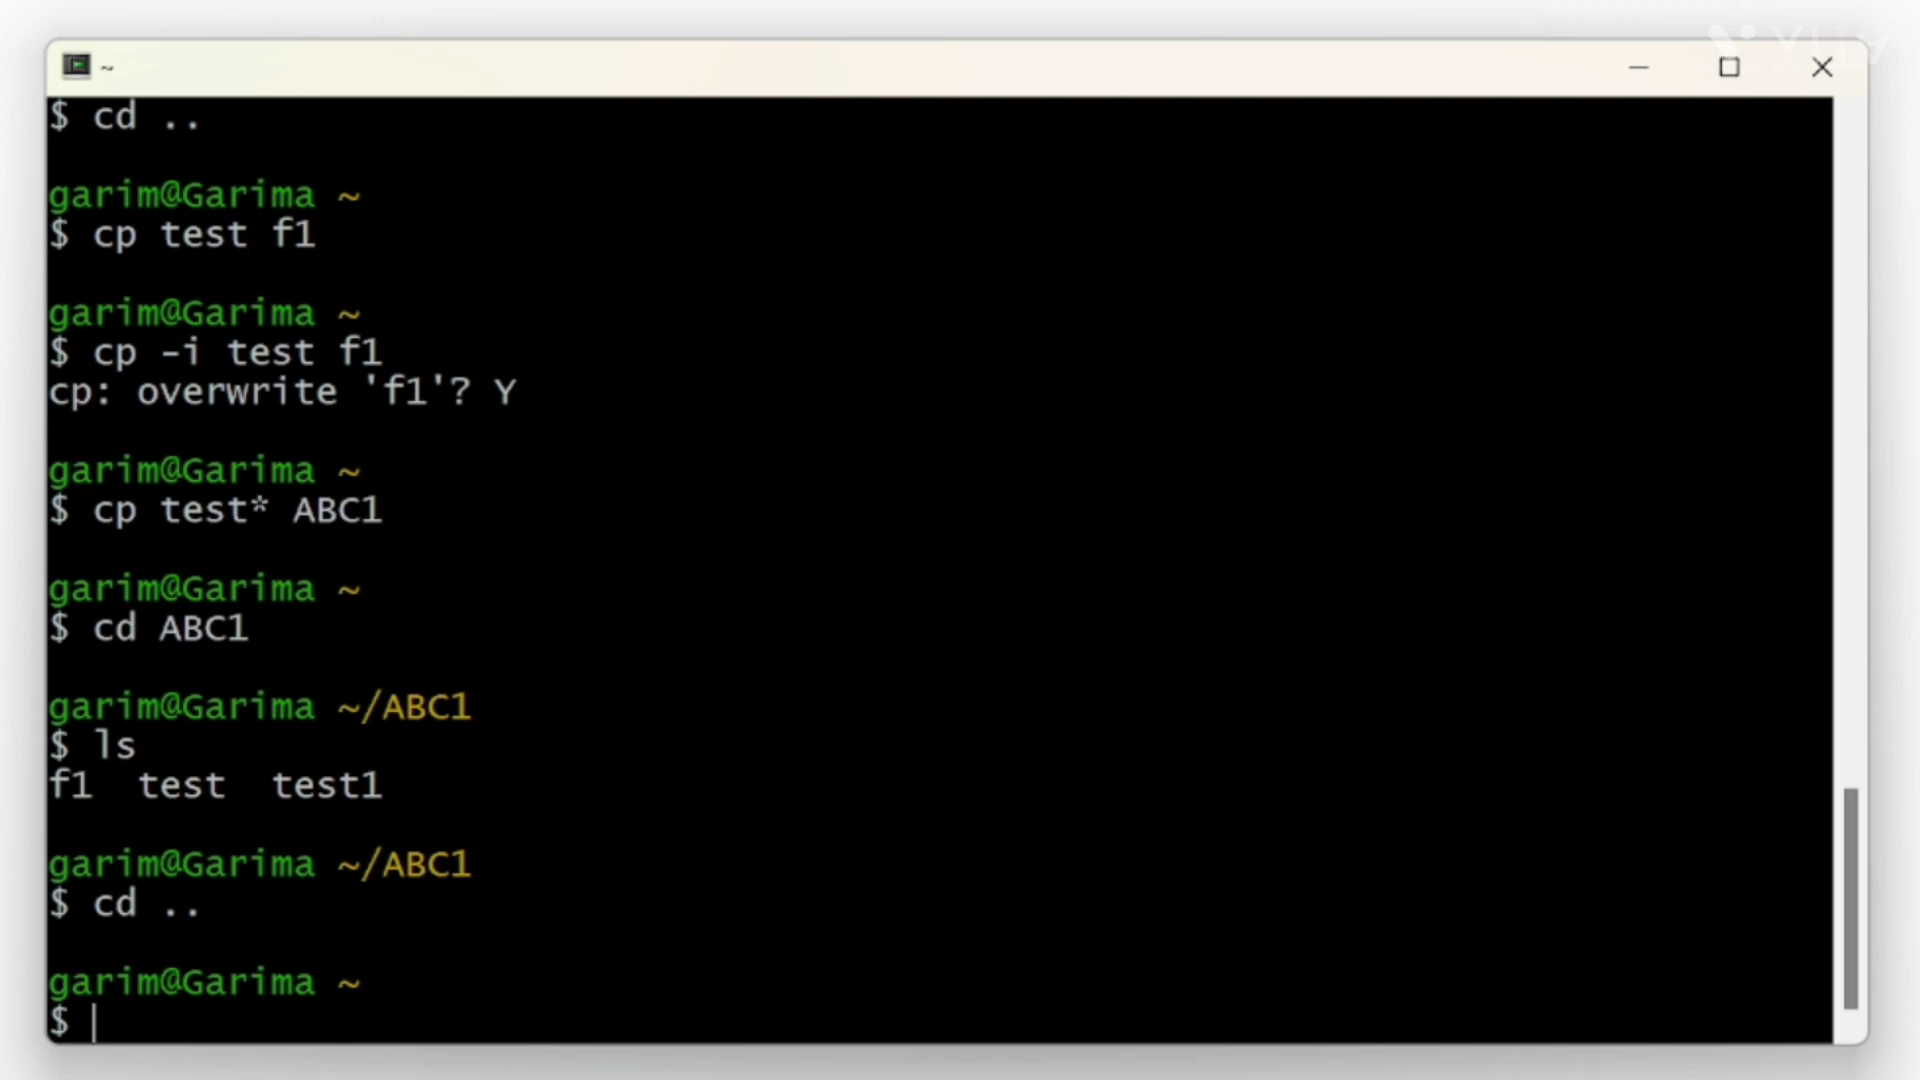 ~
$ cd ..
garim@Garima ~
$ cp test f1
garim@Garima ~
$ cp -i test f1
cp: overwrite 'f1'? Y
garim@Garima ~
$ cp test* ABC1
garim@Garima ~
$ cd ABC1
garim@Garima ~/ABC1
$ ls
f1 test test1
garim@Garima ~/ABC1
$ cd ..
garim@Garima ~
$